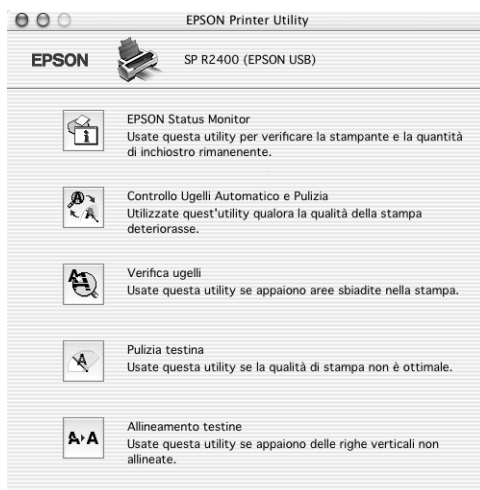 EPSON Printer Utility
EPSON
SP R2400 (EPSON USB)
EPSON Status Monitor
Usate questa utility per verificare la stampante e la quantità
di inchiostro rimanenente.
Controllo Ugelli Automatico e Pulizia
Utilizzate quest'utility qualora la qualità della stampa
deteriorasse.
Verifica ugelli
Usate questa utility se appaiono aree sbiadite nella stampa.
Pulizia testina
Usate questa utility se la qualità di stampa non è ottimale.
A▸A
Allineamento testine
Usate questa utility se appaiono delle righe verticali non
allineate.